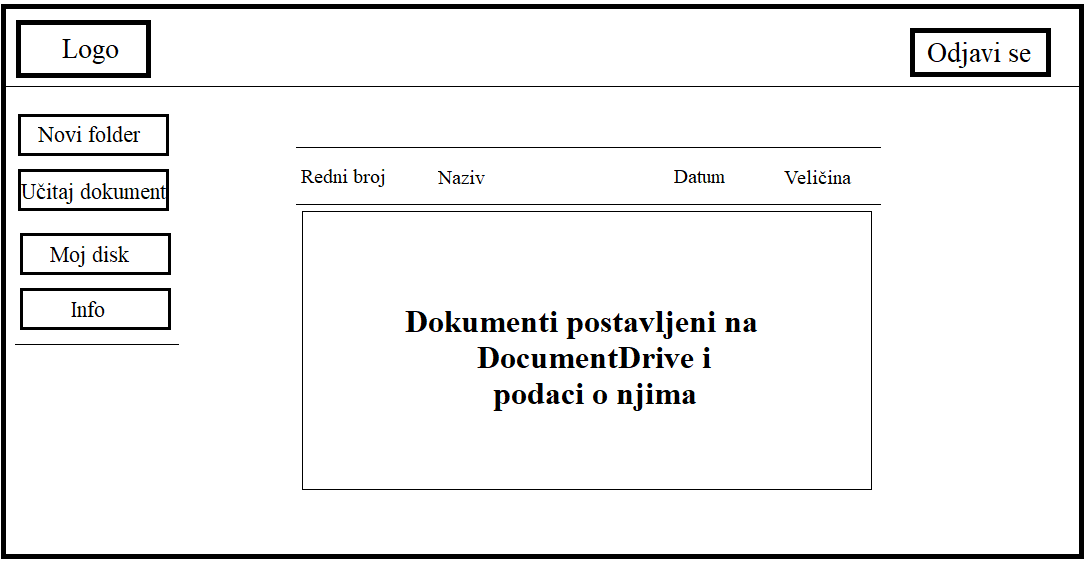 Logo
Odjavi se
Novi folder
Učitaj dokument
Moj disk
Info
Redni broj Naziv Datum Veličina
Dokumenti postavljeni na
DocumentDrive i
podaci o njima